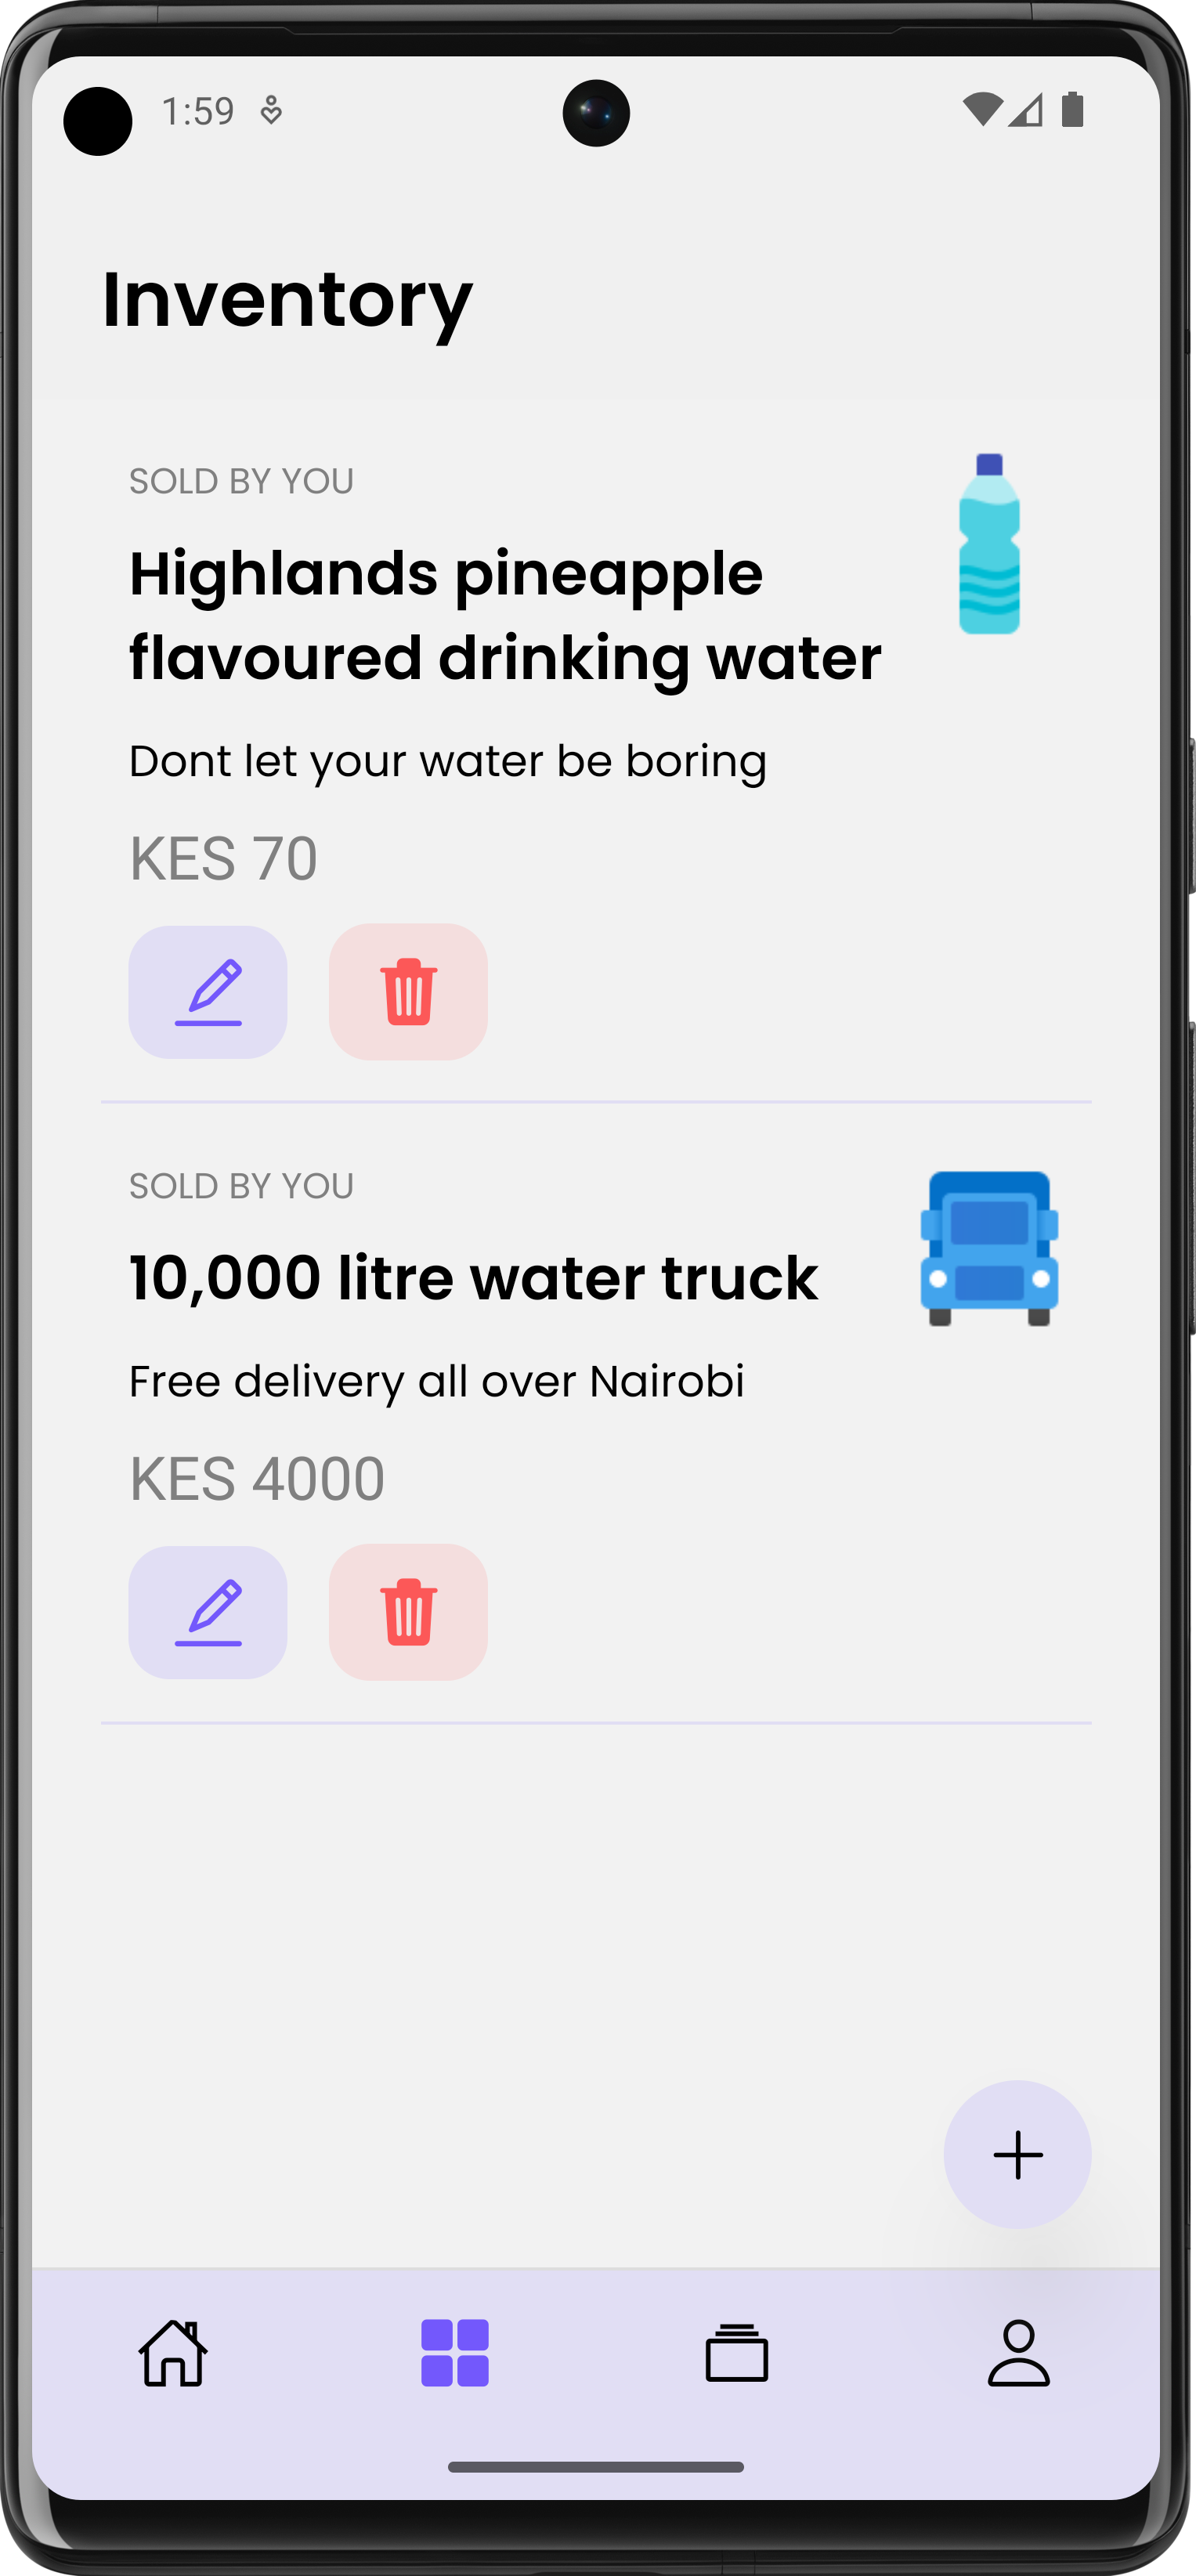 1:59
Inventory
SOLD BY YOU
Highlands pineapple
flavoured drinking water
Dont let your water be boring
KES 70
SOLD BY YOU
10,000 litre water truck
Free delivery all over Nairobi
KES 4000